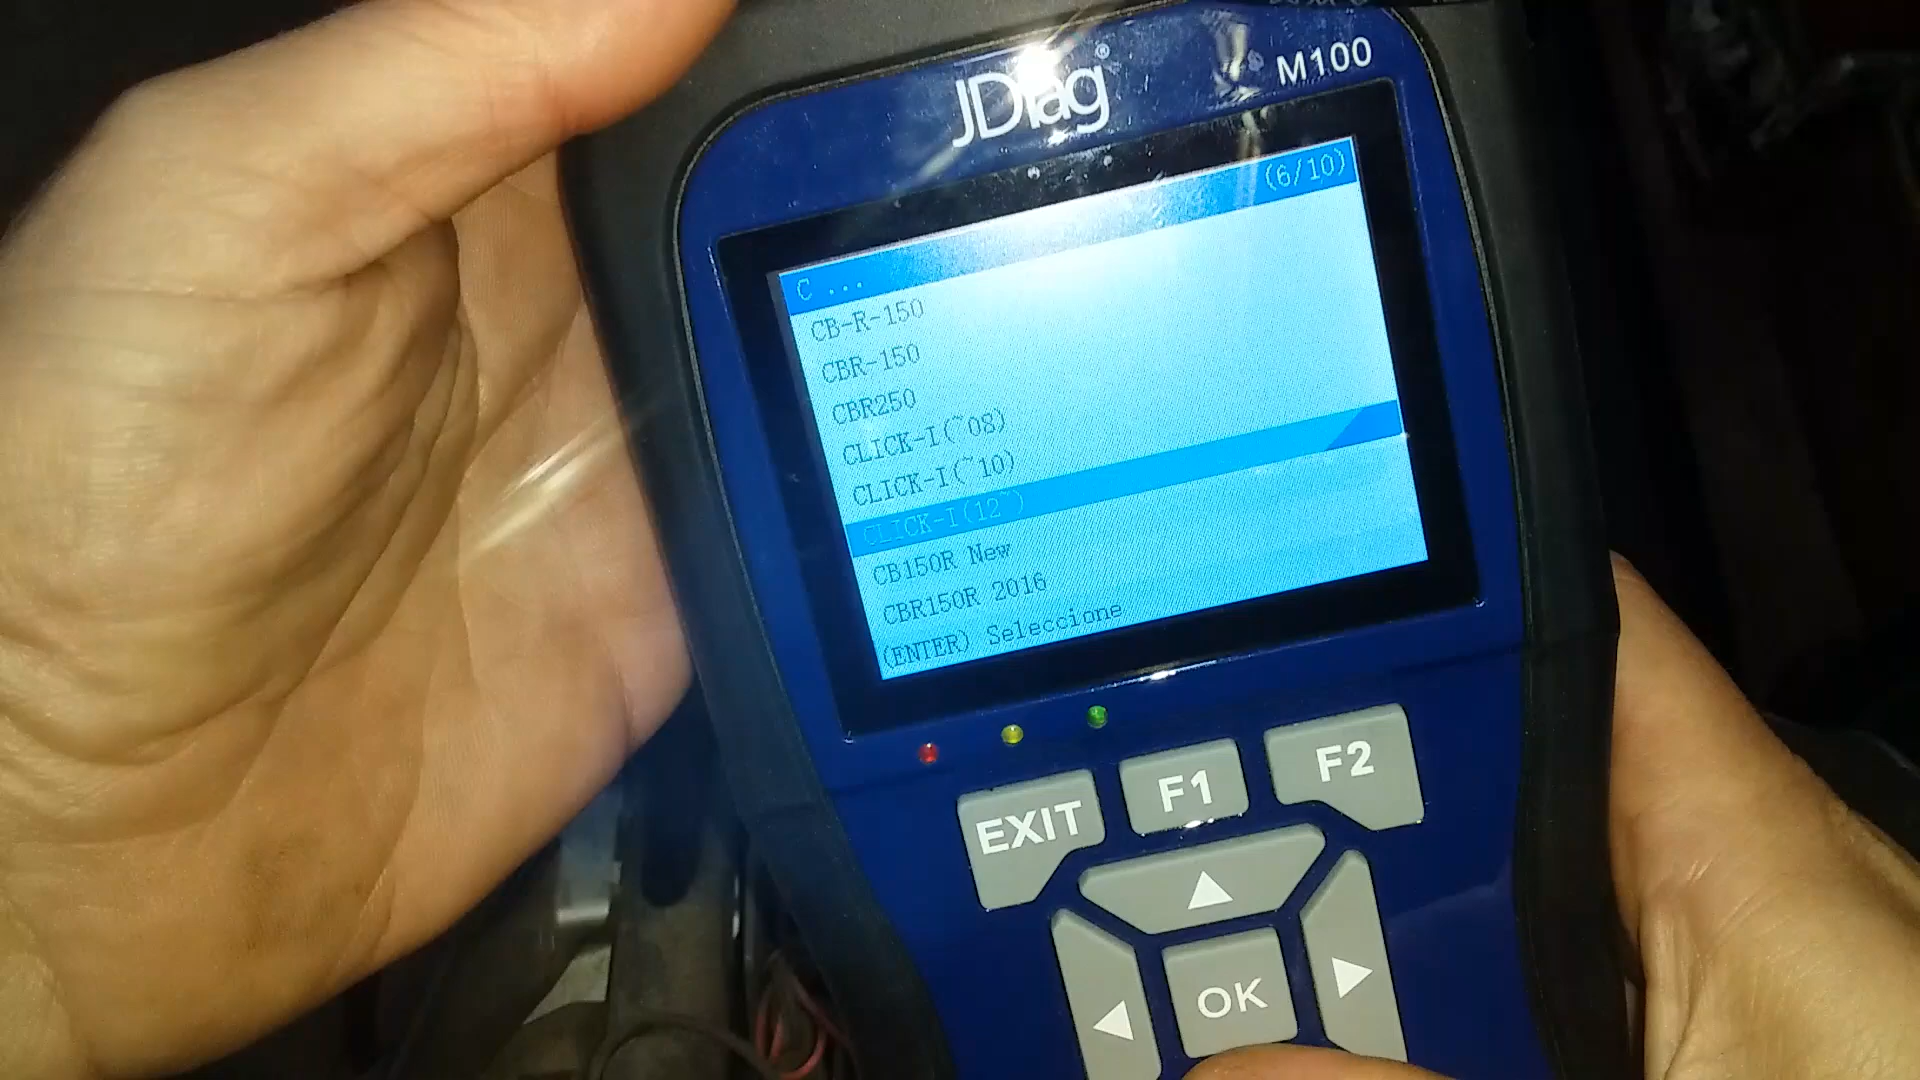 JDiag®
M100
C ... (6/10)
CB-R-150
CBR-150
CBR250
CLICK-I(~08)
CLICK-I(~10)
CLICK-I(12~)
CB150R New
CBR150R 2016
(ENTER) Seleccione
EXIT
F1
F2
OK